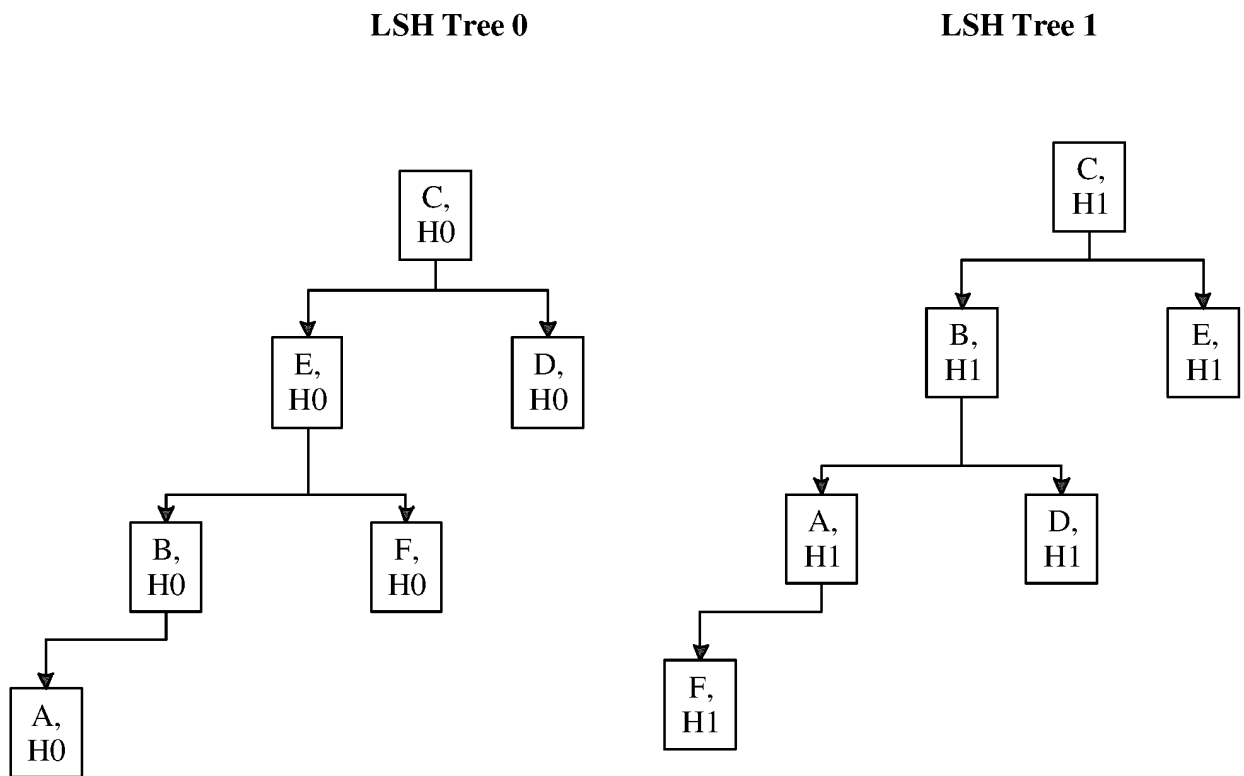 LSH Tree 0
LSH Tree 1
C,
H0
E,
H0
D,
H0
B,
H0
F,
H0
A,
H0
C,
H1
B,
H1
E,
H1
A,
H1
D,
H1
F,
H1